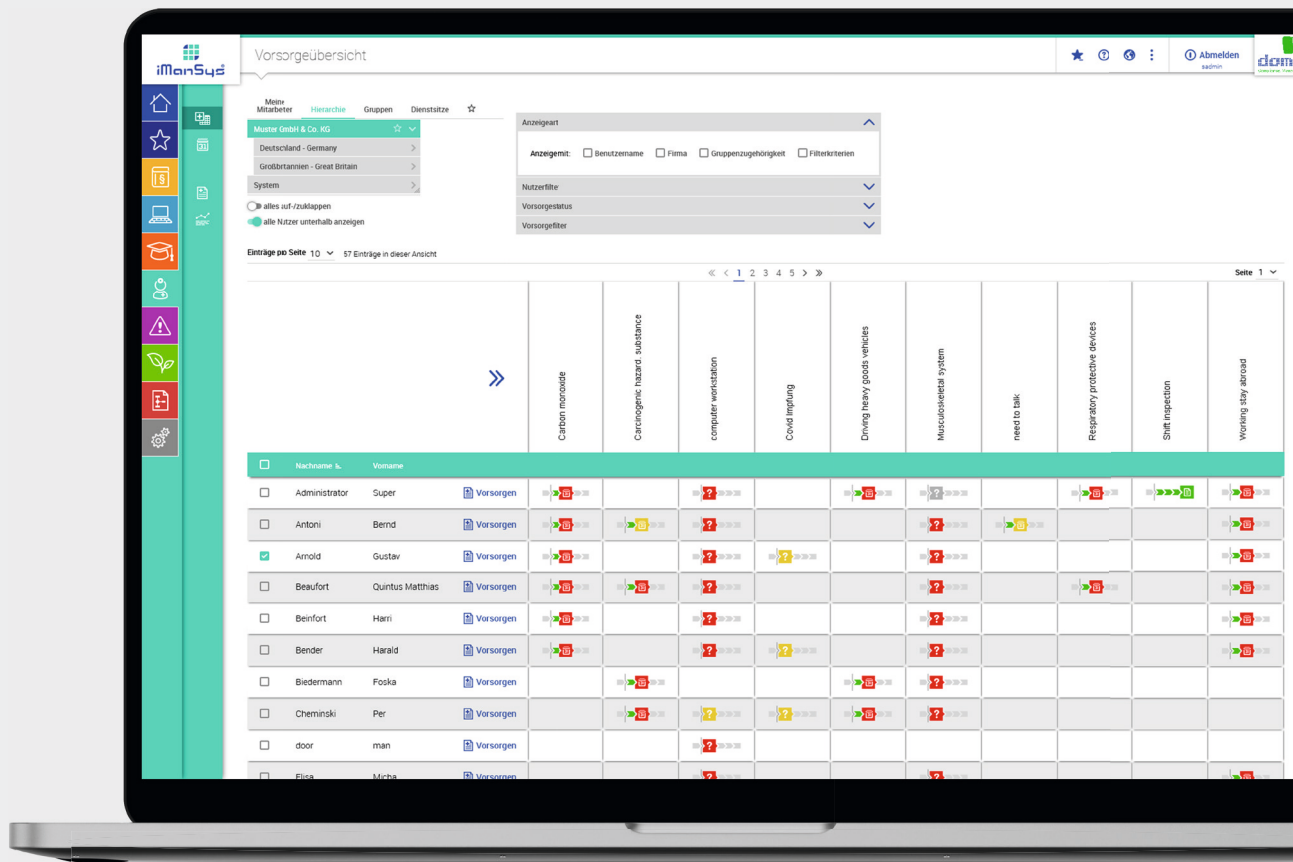 iManSys
Vorsorgeübersicht
Abmelden
sadmin
Meine
Mitarbeiter Hierarchie Gruppen Dienstsitze
Muster GmbH & Co. KG
Deutschland - Germany
Großbrtannien - Great Britain
System
alles auf-/zuklappen
alle Nutzer unterhalb anzeigen
Anzeigeart
Anzeigemit: Benutzername Firma Gruppenzugehörigkeit Filterkriterien
Nutzerfilter
Vorsorgestatus
Vorsorgefilter
Einträge pro Seite 10 57 Einträge in dieser Ansicht
« < 1 2 3 4 5 > »
Seite 1
Carbon monoxide
Carcinogenic hazard. substance
computer workstation
Covid Impfung
Driving heavy goods vehicles
Musculoskeletal system
need to talk
Respiratory protective devices
Shift inspection
Working stay abroad
Nachname Vorname
Administrator Super Vorsorgen
Antoni Bernd Vorsorgen
Arnold Gustav Vorsorgen
Beaufort Quintus Matthias Vorsorgen
Beinfort Harri Vorsorgen
Bender Harald Vorsorgen
Biedermann Foska Vorsorgen
Cheminski Per Vorsorgen
door man Vorsorgen
Elisa Micha Vorsorgen